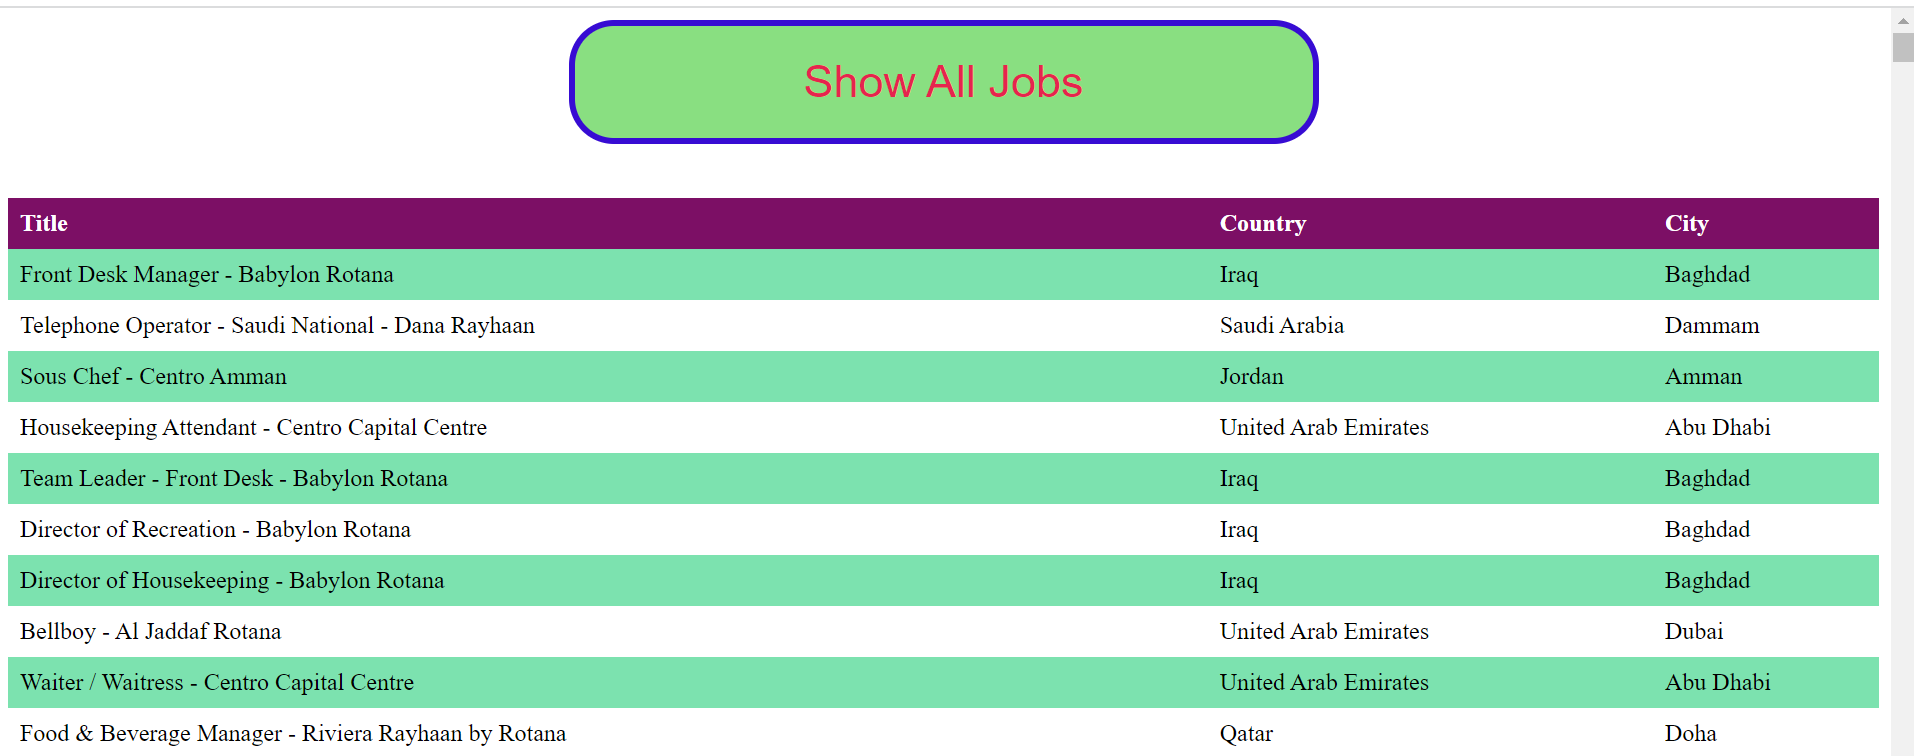 Show All Jobs
Title Country City
Front Desk Manager - Babylon Rotana Iraq Baghdad
Telephone Operator - Saudi National - Dana Rayhaan Saudi Arabia Dammam
Sous Chef - Centro Amman Jordan Amman
Housekeeping Attendant - Centro Capital Centre United Arab Emirates Abu Dhabi
Team Leader - Front Desk - Babylon Rotana Iraq Baghdad
Director of Recreation - Babylon Rotana Iraq Baghdad
Director of Housekeeping - Babylon Rotana Iraq Baghdad
Bellboy - Al Jaddaf Rotana United Arab Emirates Dubai
Waiter / Waitress - Centro Capital Centre United Arab Emirates Abu Dhabi
Food & Beverage Manager - Riviera Rayhaan by Rotana Qatar Doha